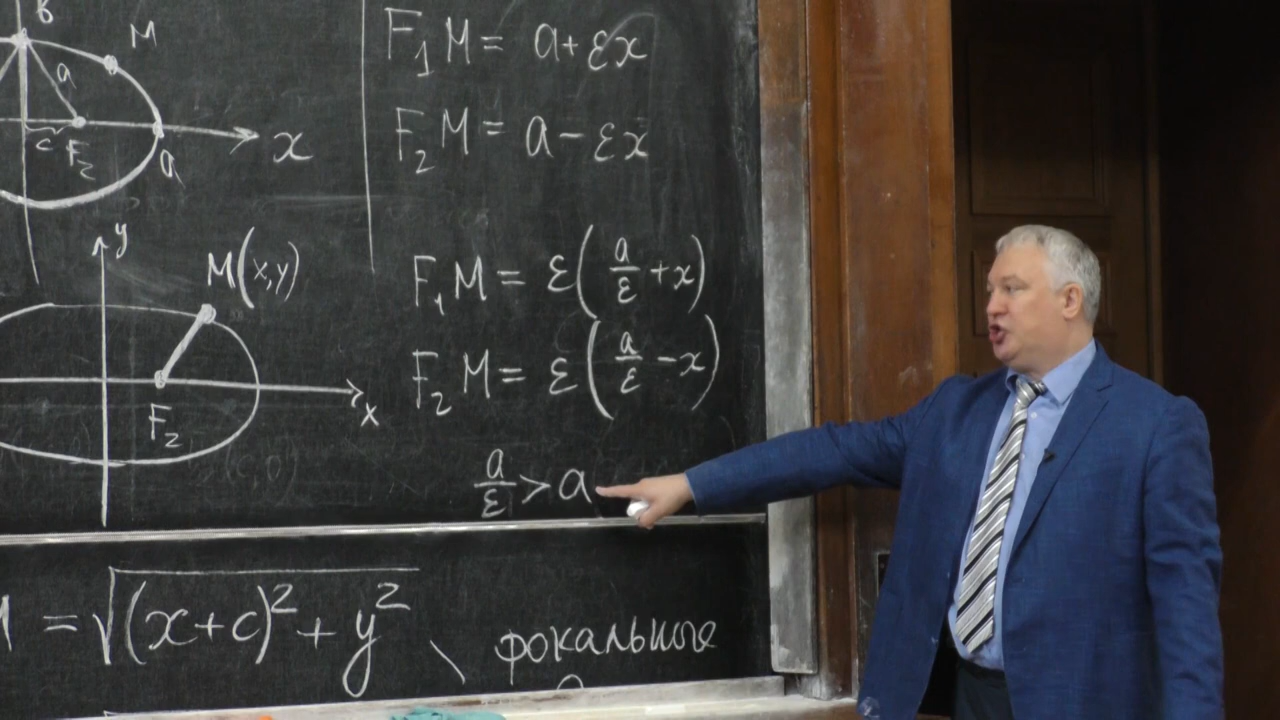 b
M
a
c
F₂
a
x
F₁M = a+εx
F₂M = a-εx
y
M(x,y)
F₂
x
F₁M = ε(a/ε + x)
F₂M = ε(a/ε - x)
a/ε > a
M = √((x+c)² + y²)
фокальные